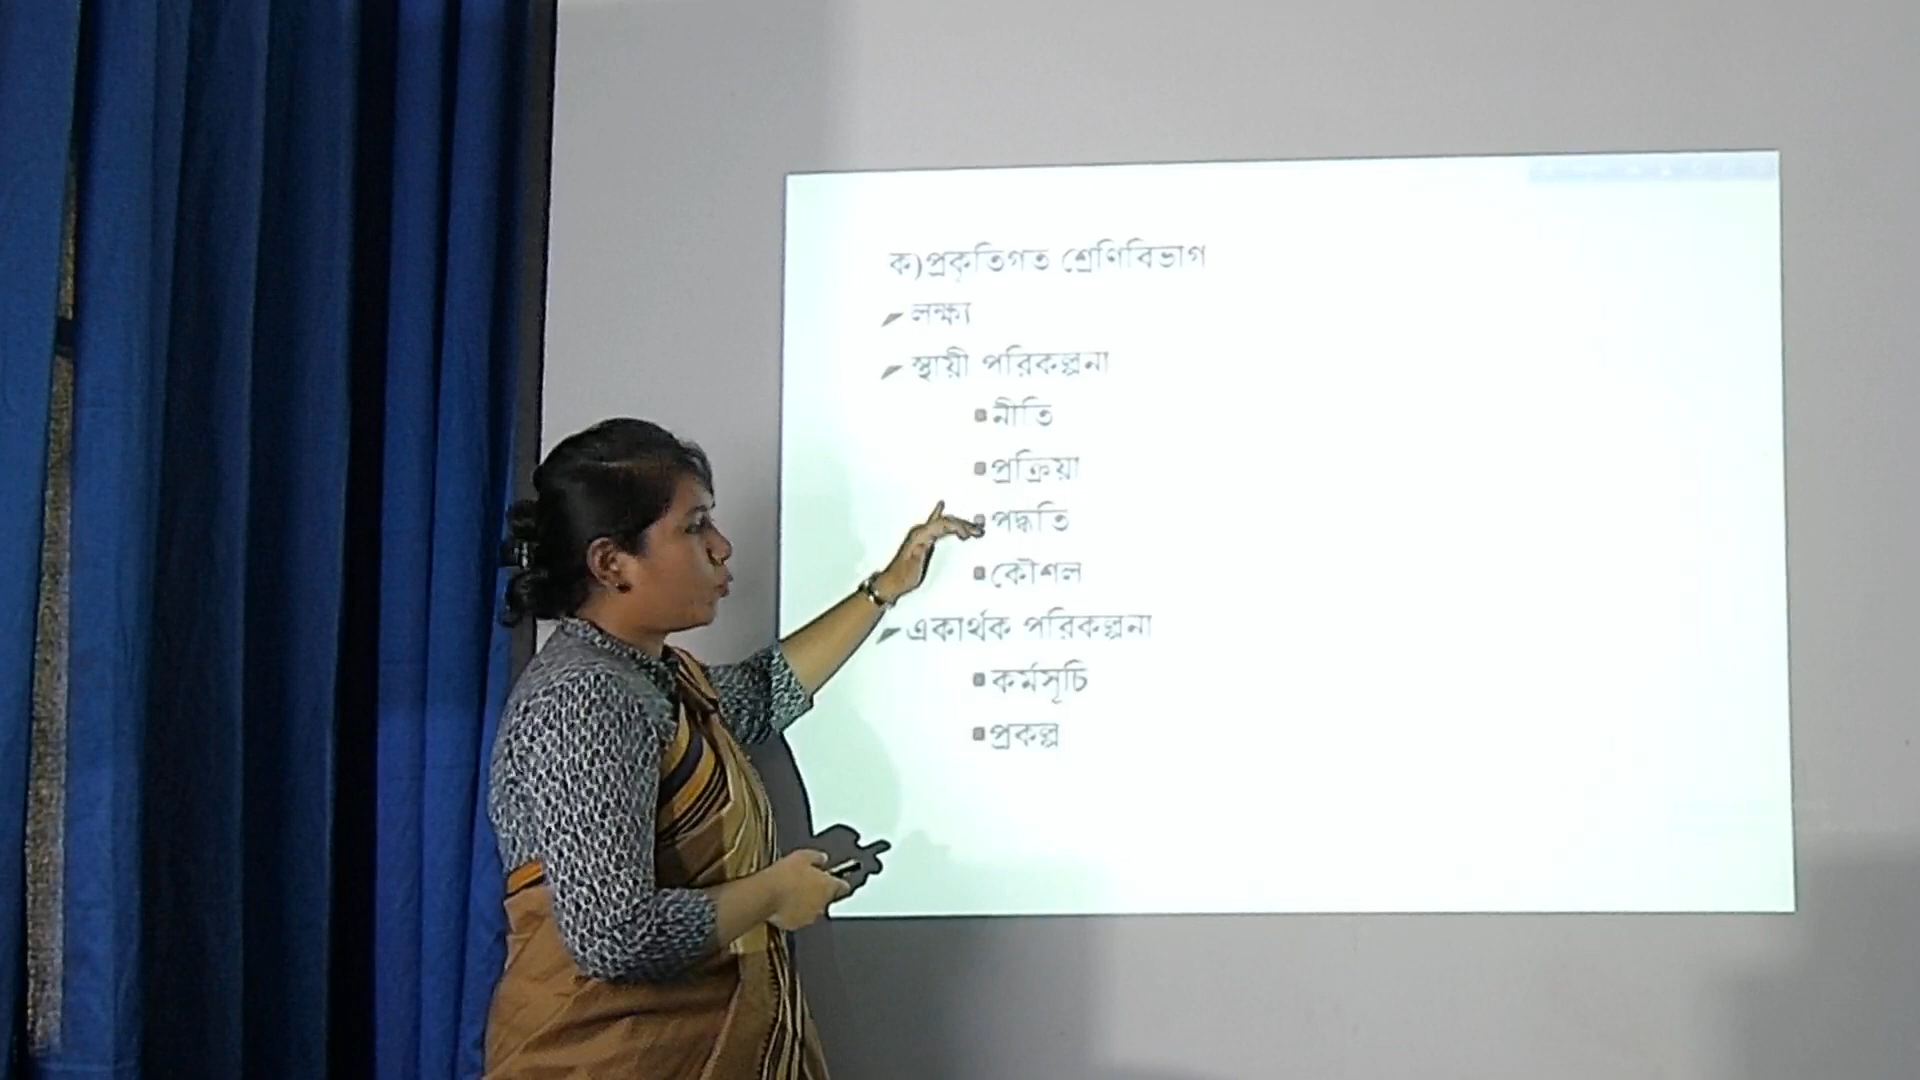 ক)প্রকৃতিগত শ্রেণিবিভাগ
লক্ষ্য
স্থায়ী পরিকল্পনা
নীতি
প্রক্রিয়া
পদ্ধতি
কৌশল
একার্থক পরিকল্পনা
কর্মসূচি
প্রকল্প